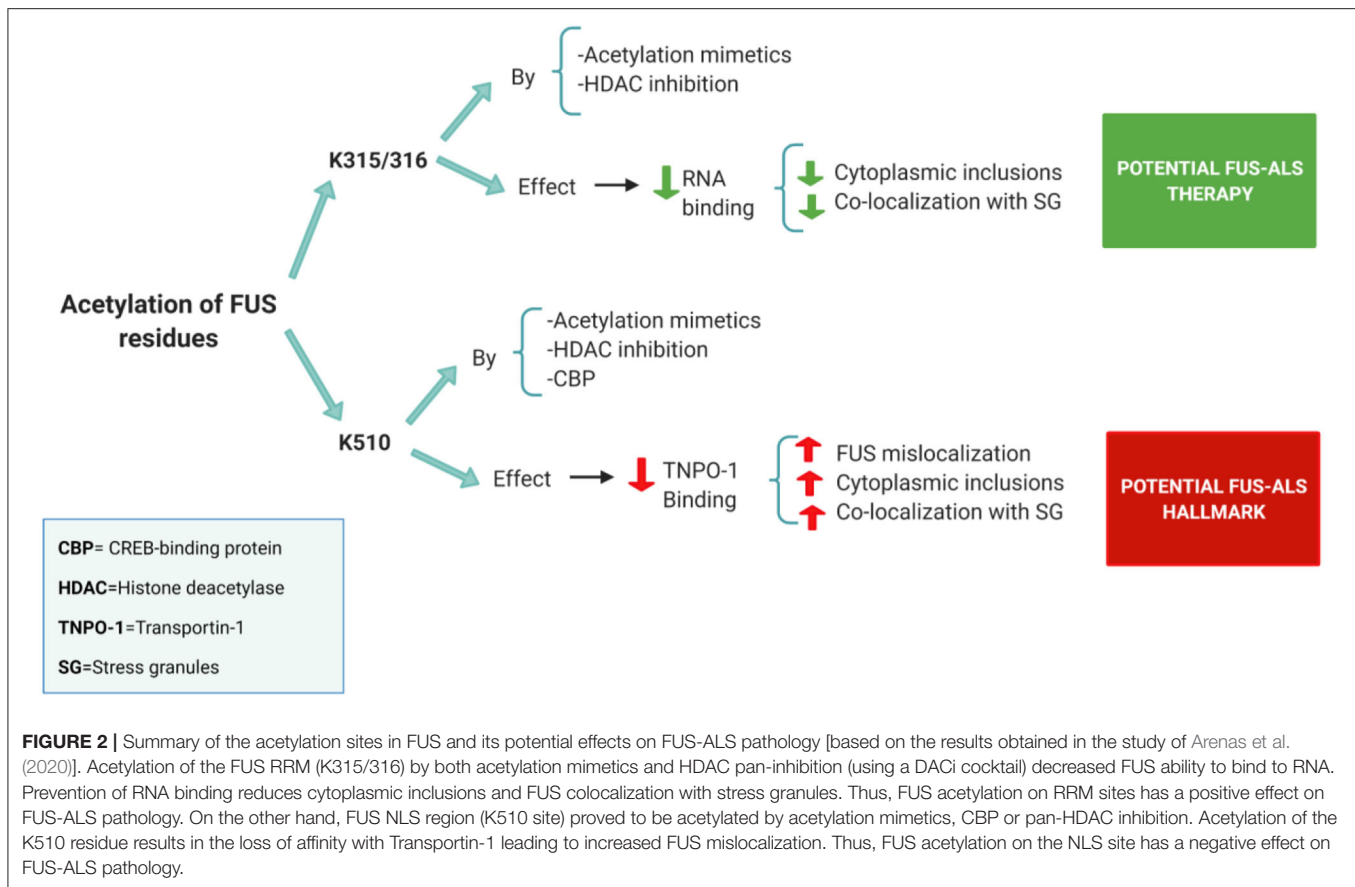 -Acetylation mimetics
-HDAC inhibition
By
K315/316
Effect
RNA
binding
Cytoplasmic inclusions
Co-localization with SG
POTENTIAL FUS-ALS
THERAPY
Acetylation of FUS
residues
-Acetylation mimetics
-HDAC inhibition
-CBP
By
K510
Effect
TNPO-1
Binding
FUS mislocalization
Cytoplasmic inclusions
Co-localization with SG
POTENTIAL FUS-ALS
HALLMARK
CBP= CREB-binding protein
HDAC=Histone deacetylase
TNPO-1=Transportin-1
SG=Stress granules
FIGURE 2 | Summary of the acetylation sites in FUS and its potential effects on FUS-ALS pathology [based on the results obtained in the study of Arenas et al.
(2020)]. Acetylation of the FUS RRM (K315/316) by both acetylation mimetics and HDAC pan-inhibition (using a DACi cocktail) decreased FUS ability to bind to RNA.
Prevention of RNA binding reduces cytoplasmic inclusions and FUS colocalization with stress granules. Thus, FUS acetylation on RRM sites has a positive effect on
FUS-ALS pathology. On the other hand, FUS NLS region (K510 site) proved to be acetylated by acetylation mimetics, CBP or pan-HDAC inhibition. Acetylation of the
K510 residue results in the loss of affinity with Transportin-1 leading to increased FUS mislocalization. Thus, FUS acetylation on the NLS site has a negative effect on
FUS-ALS pathology.